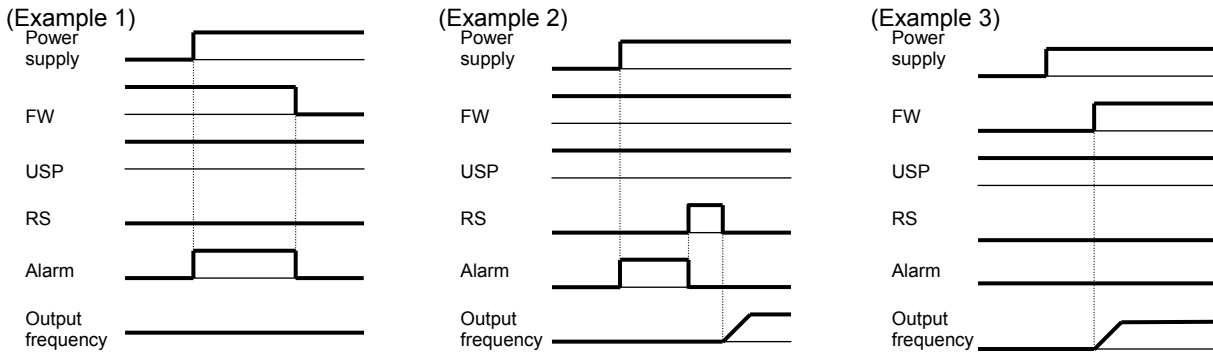 (Example 1)
Power
supply
FW
USP
RS
Alarm
Output
frequency
(Example 2)
Power
supply
FW
USP
RS
Alarm
Output
frequency
(Example 3)
Power
supply
FW
USP
RS
Alarm
Output
frequency